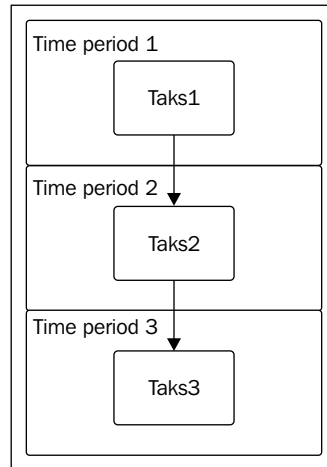 Time period 1
Taks1
Time period 2
Taks2
Time period 3
Taks3